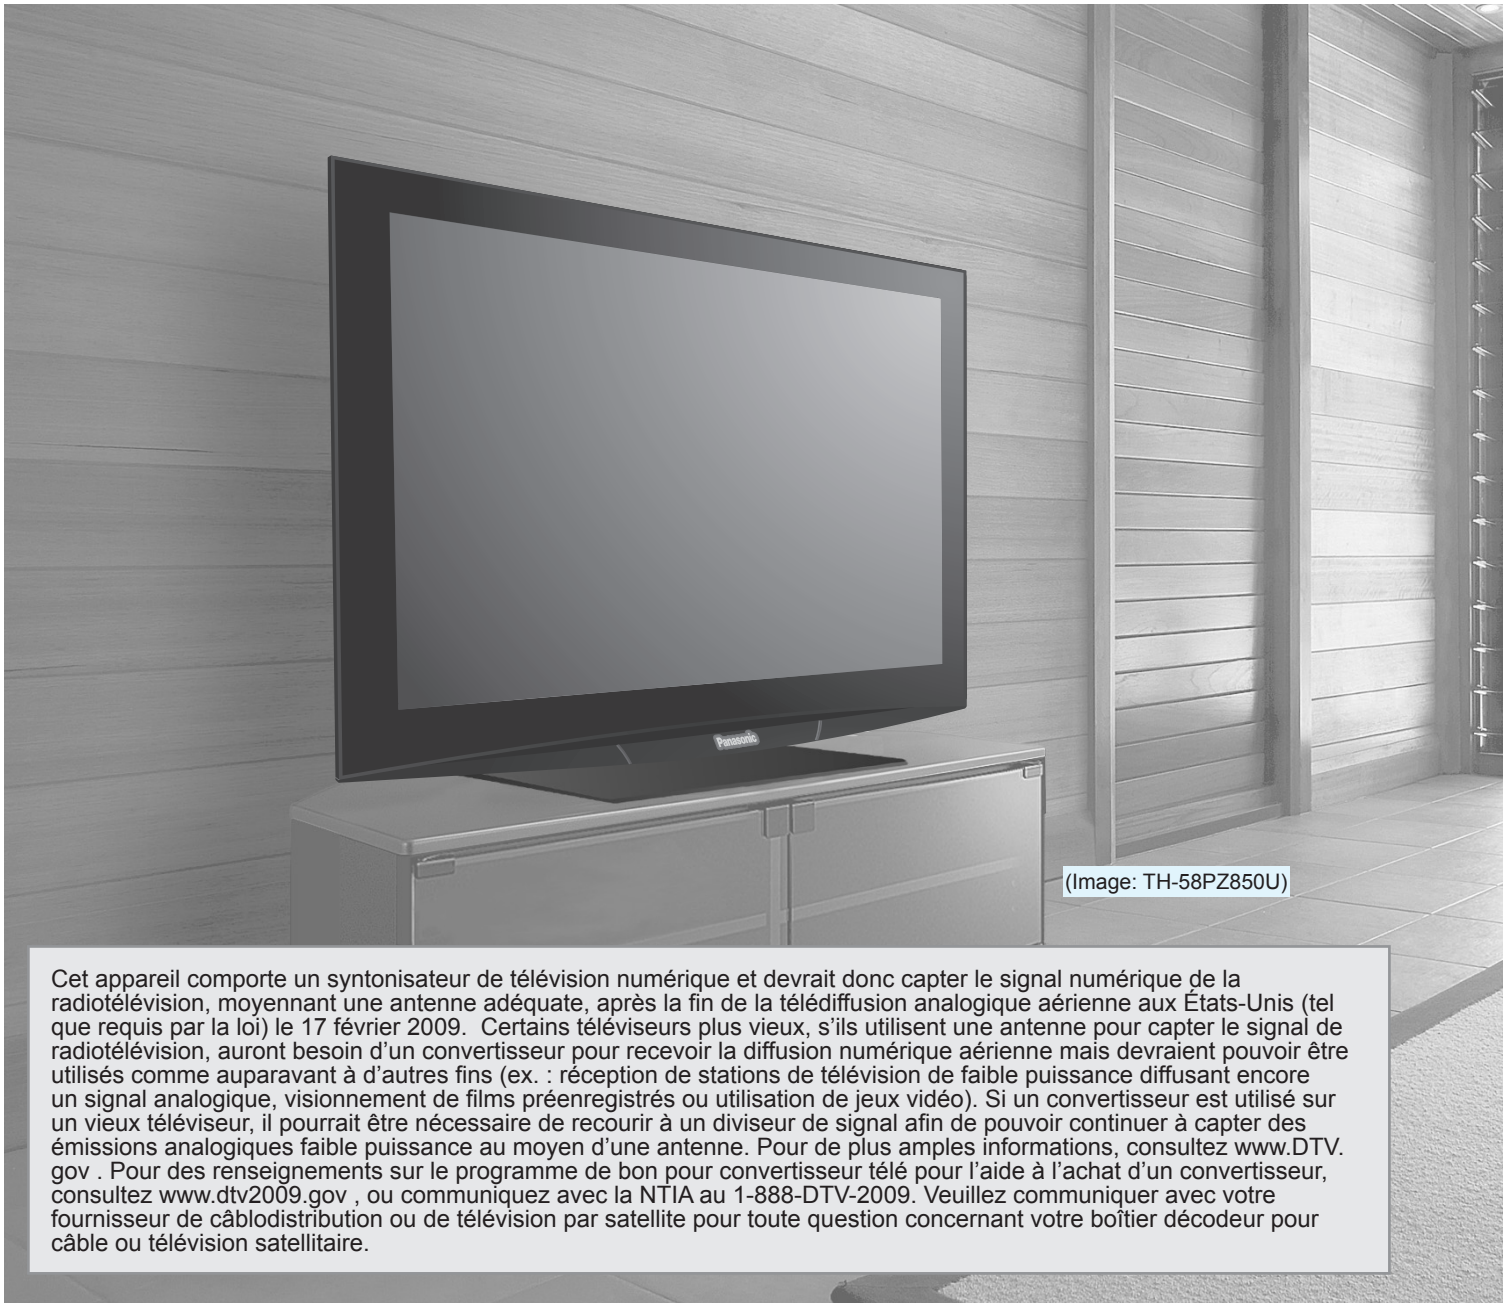 Panasonic
(Image: TH-58PZ850U)
Cet appareil comporte un syntonisateur de télévision numérique et devrait donc capter le signal numérique de la
radiotélévision, moyennant une antenne adéquate, après la fin de la télédiffusion analogique aérienne aux États-Unis (tel
que requis par la loi) le 17 février 2009.  Certains téléviseurs plus vieux, s’ils utilisent une antenne pour capter le signal de
radiotélévision, auront besoin d’un convertisseur pour recevoir la diffusion numérique aérienne mais devraient pouvoir être
utilisés comme auparavant à d’autres fins (ex. : réception de stations de télévision de faible puissance diffusant encore
un signal analogique, visionnement de films préenregistrés ou utilisation de jeux vidéo). Si un convertisseur est utilisé sur
un vieux téléviseur, il pourrait être nécessaire de recourir à un diviseur de signal afin de pouvoir continuer à capter des
émissions analogiques faible puissance au moyen d’une antenne. Pour de plus amples informations, consultez www.DTV.
gov . Pour des renseignements sur le programme de bon pour convertisseur télé pour l’aide à l’achat d’un convertisseur,
consultez www.dtv2009.gov , ou communiquez avec la NTIA au 1-888-DTV-2009. Veuillez communiquer avec votre
fournisseur de câblodistribution ou de télévision par satellite pour toute question concernant votre boîtier décodeur pour
câble ou télévision satellitaire.